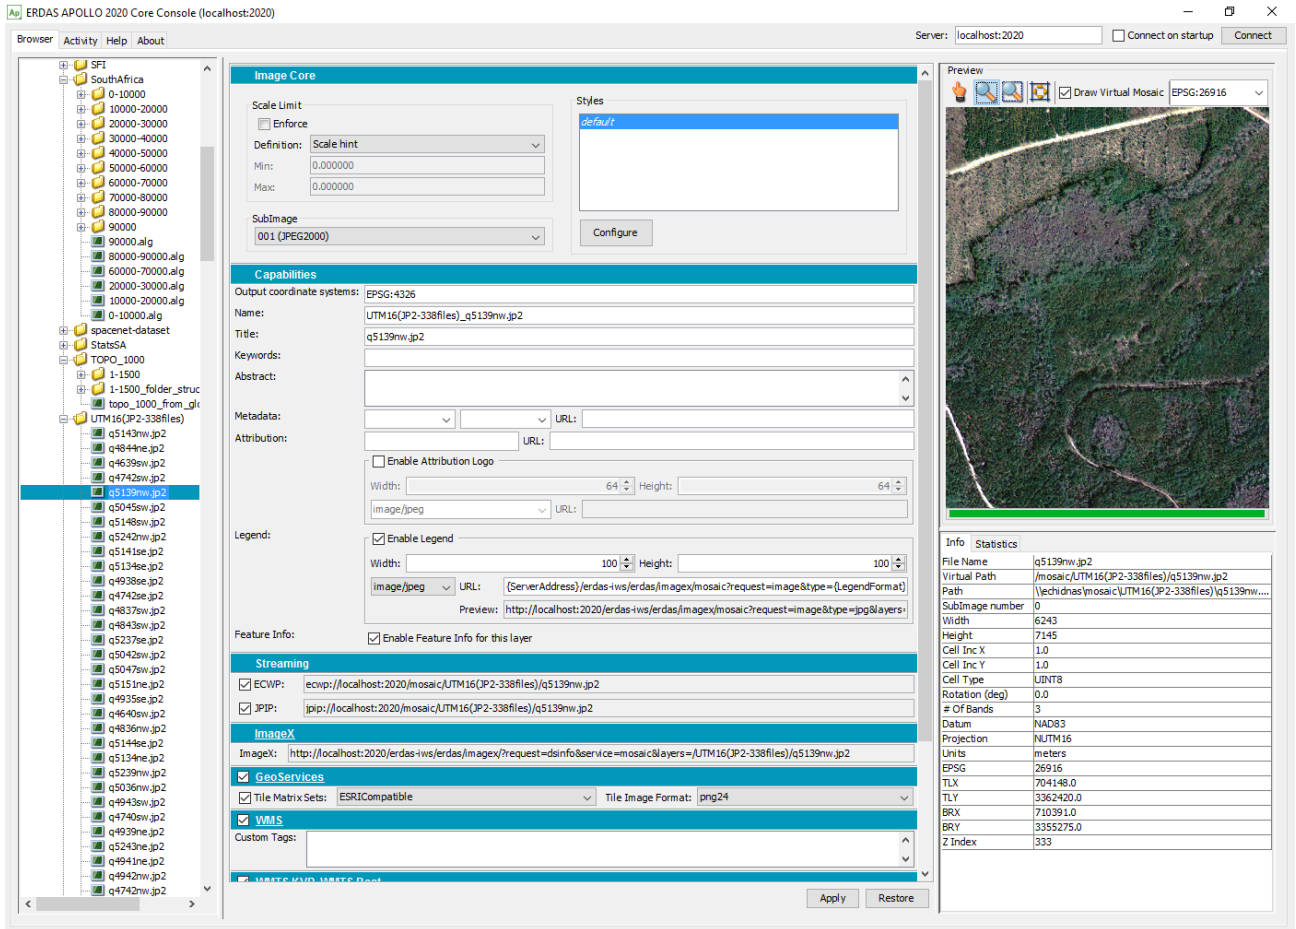 ERDAS APOLLO 2020 Core Console (localhost:2020)
Browser Activity Help About
Server: localhost:2020 Connect on startup Connect
SFI
SouthAfrica
0-10000
10000-20000
20000-30000
30000-40000
40000-50000
50000-60000
60000-70000
70000-80000
80000-90000
90000
90000.alg
80000-90000.alg
60000-70000.alg
20000-30000.alg
10000-20000.alg
0-10000.alg
spacenet-dataset
StatsSA
TOPO_1000
1-1500
1-1500_folder_struc
topo_1000_from_glo
UTM16(JP2-338files)
q5143nw.jp2
q4844ne.jp2
q4639sw.jp2
q4742sw.jp2
q5139nw.jp2
q5045sw.jp2
q5148sw.jp2
q5242nw.jp2
q5141se.jp2
q5134se.jp2
q4938se.jp2
q4742se.jp2
q4837sw.jp2
q4843sw.jp2
q5237se.jp2
q5042sw.jp2
q5047sw.jp2
q5151ne.jp2
q4935se.jp2
q4640sw.jp2
q4836nw.jp2
q5144se.jp2
q5134ne.jp2
q5239nw.jp2
q5036nw.jp2
q4943sw.jp2
q4740sw.jp2
q4939ne.jp2
q5243ne.jp2
q4941ne.jp2
q4942nw.jp2
q4742nw.jp2
Image Core
Scale Limit
Enforce
Definition: Scale hint
Min: 0.000000
Max: 0.000000
SubImage
001 (JPEG2000)
Styles
default
Configure
Capabilities
Output coordinate systems: EPSG:4326
Name: UTM16(JP2-338files)_q5139nw.jp2
Title: q5139nw.jp2
Keywords:
Abstract:
Metadata: URL:
Attribution: URL:
Enable Attribution Logo
Width: 64 Height: 64
image/jpeg URL:
Legend: Enable Legend
Width: 100 Height: 100
image/jpeg URL: {ServerAddress}/erdas-iws/erdas/imagex/mosaic?request=image&type={LegendFormat}
Preview: http://localhost:2020/erdas-iws/erdas/imagex/mosaic?request=image&type=jpg&layers=
Feature Info: Enable Feature Info for this layer
Streaming
ECWP: ecwp://localhost:2020/mosaic/UTM16(JP2-338files)/q5139nw.jp2
JPIP: jpip://localhost:2020/mosaic/UTM16(JP2-338files)/q5139nw.jp2
ImageX
ImageX: http://localhost:2020/erdas-iws/erdas/imagex/?request=dsinfo&service=mosaic&layers=/UTM16(JP2-338files)/q5139nw.jp2
GeoServices
Tile Matrix Sets: ESRICompatible Tile Image Format: png24
WMS
Custom Tags:
WMTS KVP, WMTS Rest
Apply Restore
Preview
Draw Virtual Mosaic EPSG:26916
Info Statistics
File Name q5139nw.jp2
Virtual Path /mosaic/UTM16(JP2-338files)/q5139nw.jp2
Path \\echidnas\mosaic\UTM16(JP2-338files)\q5139nw....
SubImage number 0
Width 6243
Height 7145
Cell Inc X 1.0
Cell Inc Y 1.0
Cell Type UINT8
Rotation (deg) 0.0
# Of Bands 3
Datum NAD83
Projection NUTM16
Units meters
EPSG 26916
TLX 704148.0
TLY 3362420.0
BRX 710391.0
BRY 3355275.0
Z Index 333